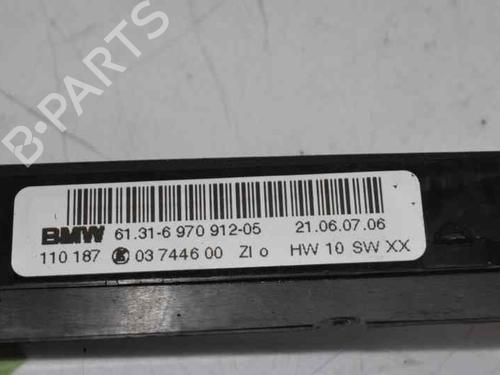 B-PARTS
BMW 61.31-6 970 912-05 21.06.07.06
110 187 03 7446 00 ZI o HW 10 SW XX